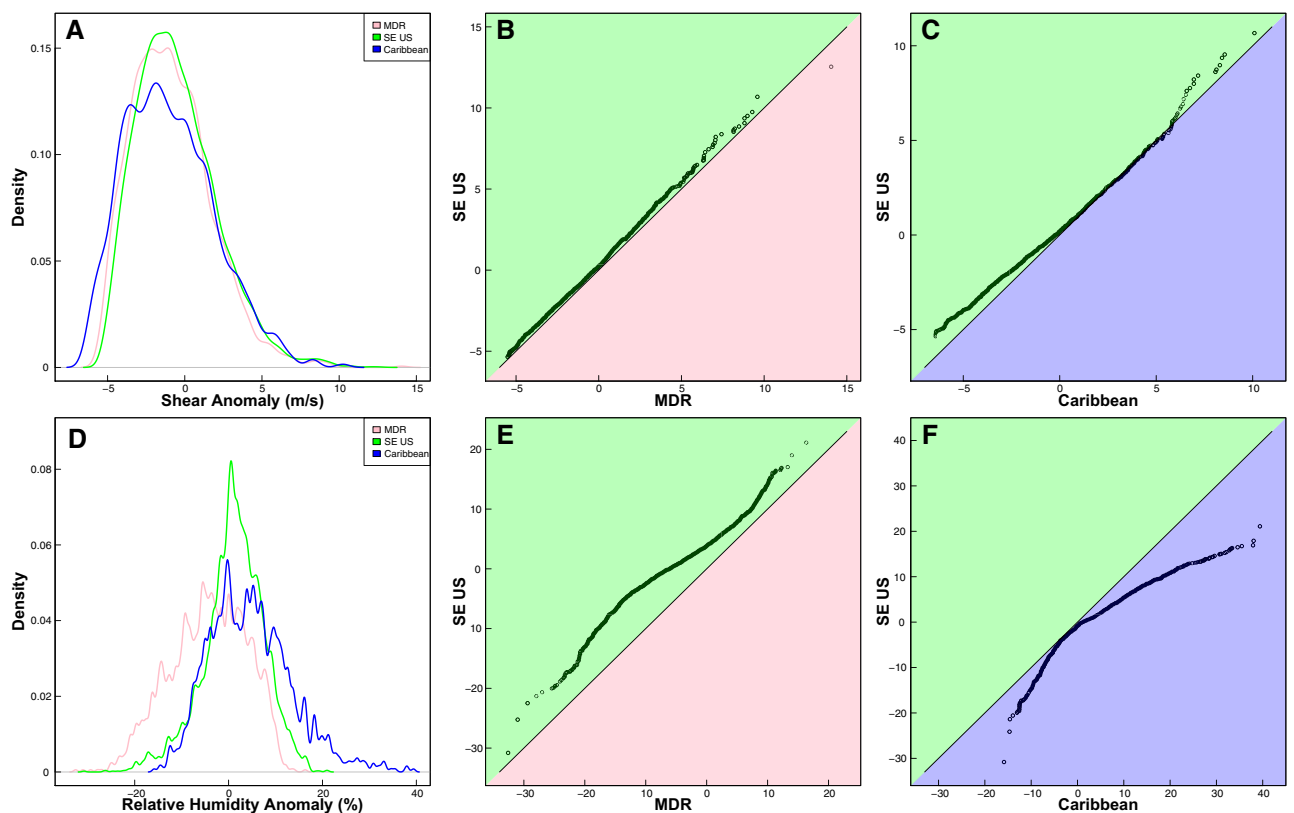 A
MDR
SE US
Caribbean
Density
0.15
0.10
0.05
0
−5 0 5 10 15
Shear Anomaly (m/s)
B
SE US
15
10
5
0
−5
−5 0 5 10 15
MDR
C
SE US
10
5
0
−5
−5 0 5 10
Caribbean
D
MDR
SE US
Caribbean
Density
0.08
0.06
0.04
0.02
0
−20 0 20 40
Relative Humidity Anomaly (%)
E
SE US
20
10
0
10
−20
−30
−30 −20 10 0 10 20
MDR
F
SE US
40
30
20
10
0
−10
−20
−30
−30 −20 −10 0 10 20 30 40
Caribbean